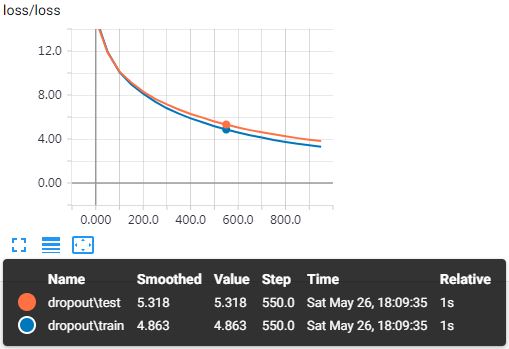 loss/loss
12.0
8.00
4.00
0.00
0.000 200.0 400.0 600.0 800.0
Name Smoothed Value Step Time Relative
dropout\test 5.318 5.318 550.0 Sat May 26, 18:09:35 1s
dropout\train 4.863 4.863 550.0 Sat May 26, 18:09:35 1s